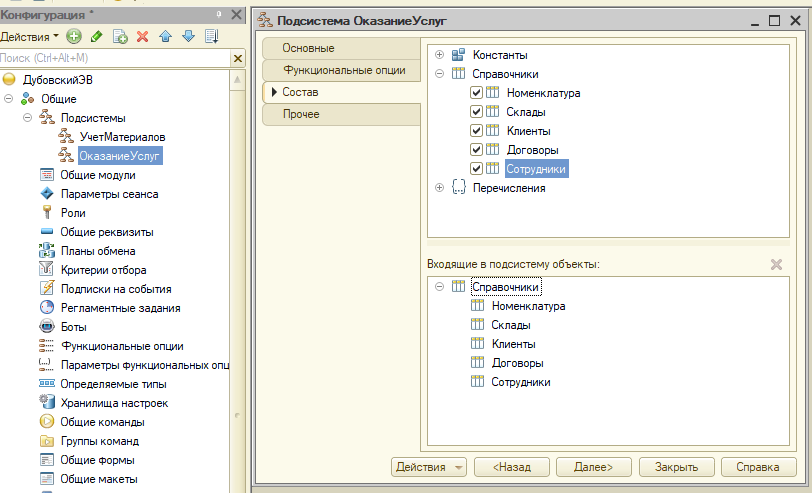 Конфигурация *
Действия
Поиск (Ctrl+Alt+M)
ДубовскийЭВ
Общие
Подсистемы
УчетМатериалов
ОказаниеУслуг
Общие модули
Параметры сеанса
Роли
Общие реквизиты
Планы обмена
Критерии отбора
Подписки на события
Регламентные задания
Боты
Функциональные опции
Параметры функциональных опц
Определяемые типы
Хранилища настроек
Общие команды
Группы команд
Общие формы
Общие макеты
Подсистема ОказаниеУслуг
Основные
Функциональные опции
Состав
Прочее
Константы
Справочники
Номенклатура
Склады
Клиенты
Договоры
Сотрудники
Перечисления
Входящие в подсистему объекты:
Справочники
Номенклатура
Склады
Клиенты
Договоры
Сотрудники
Действия <Назад Далее> Закрыть Справка